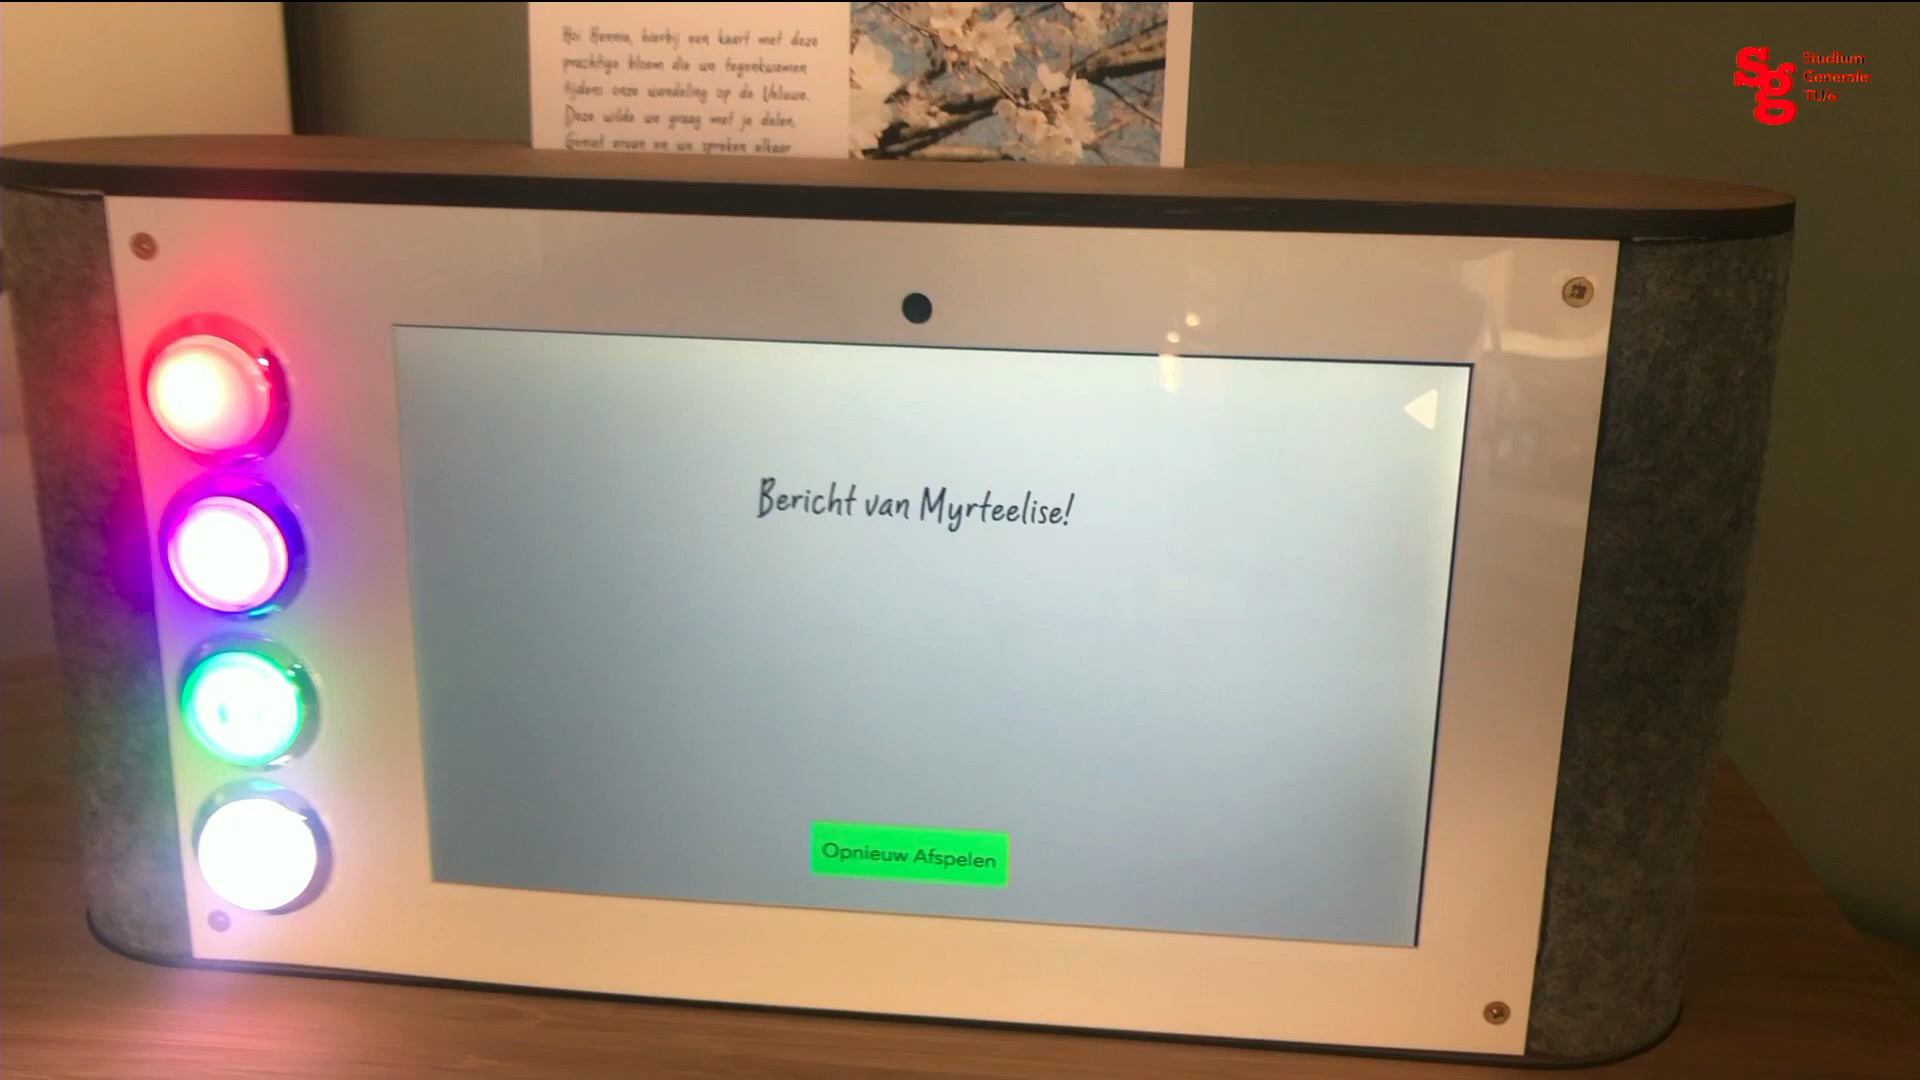 Hoi Hennie, hierbij een kaart met deze
prachtige bloem die we tegenkwamen
tijdens onze wandeling op de Veluwe.
Deze wilde we graag met je delen.
Geniet ervan en we spreken elkaar
Studium
Generale
TU/e
sg
Bericht van Myrteelise!
Opnieuw Afspelen